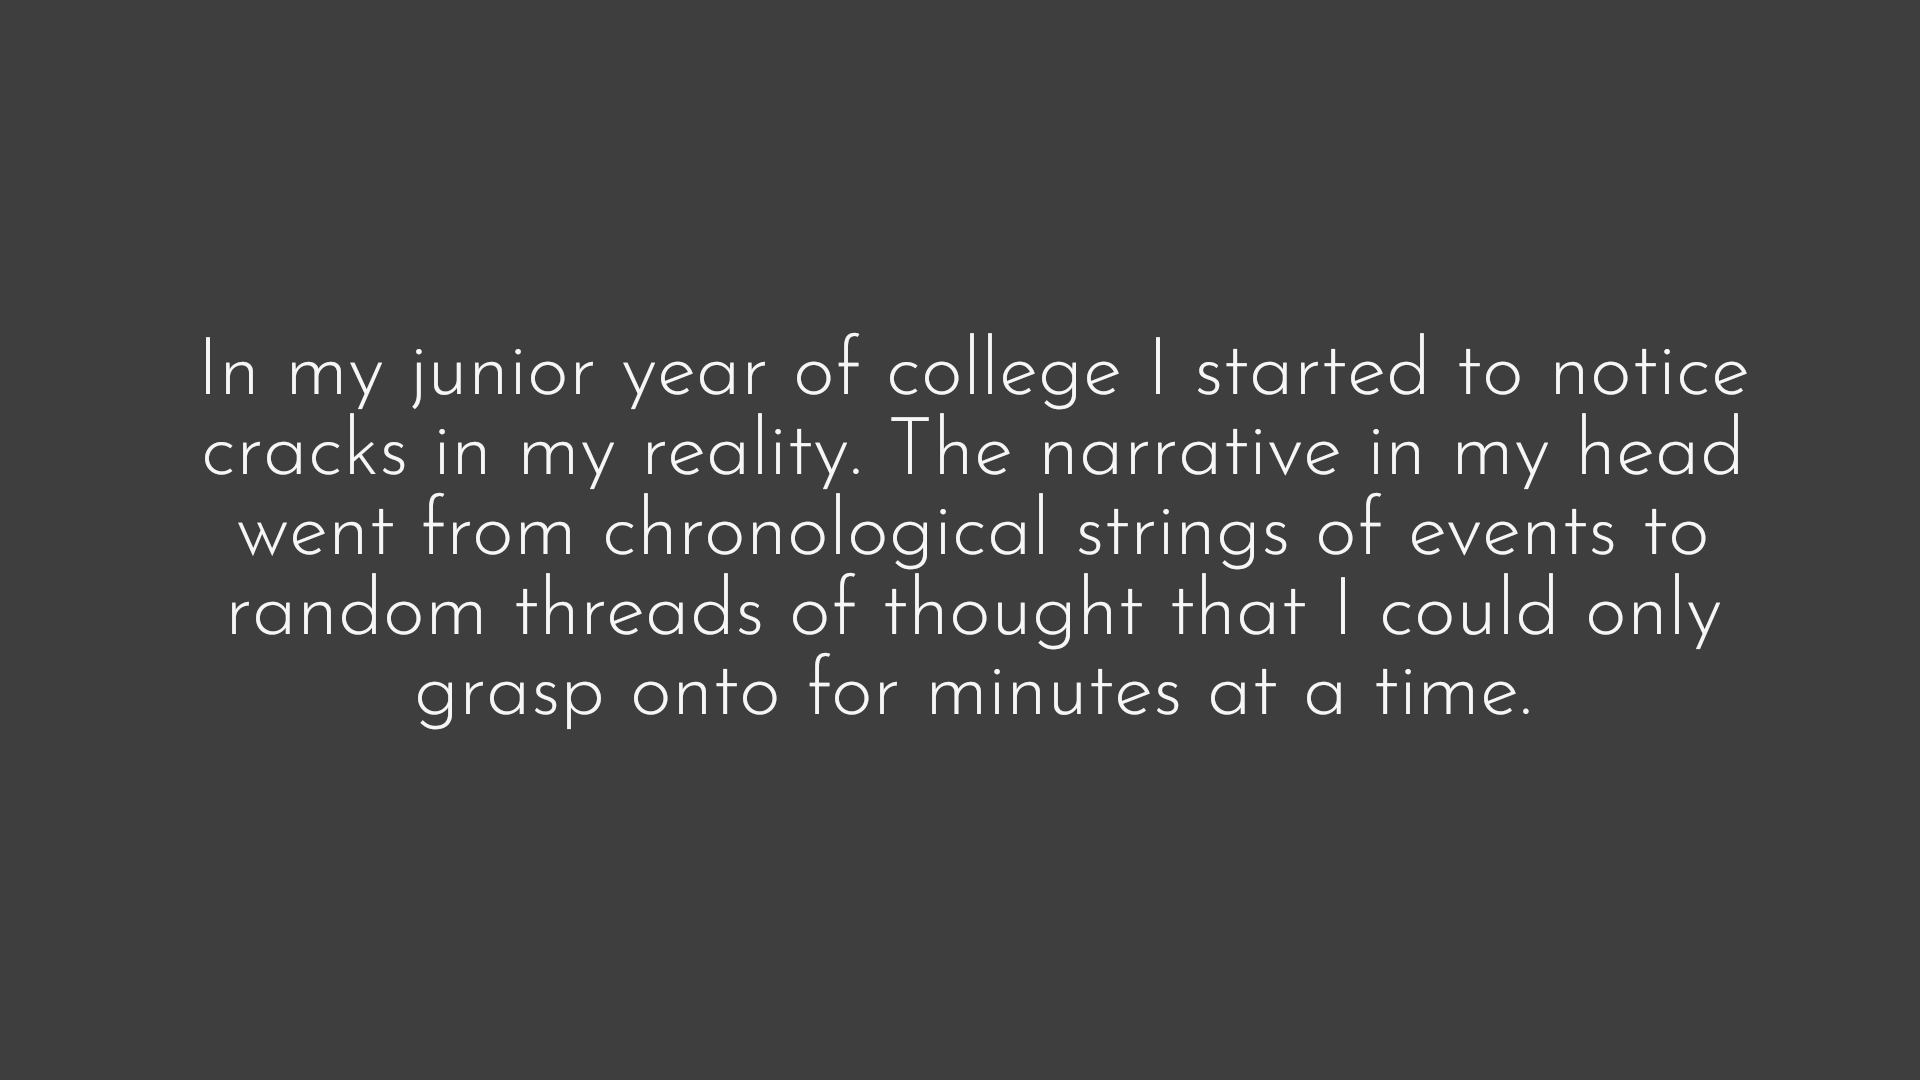 In my junior year of college I started to notice
cracks in my reality. The narrative in my head
went from chronological strings of events to
random threads of thought that I could only
grasp onto for minutes at a time.